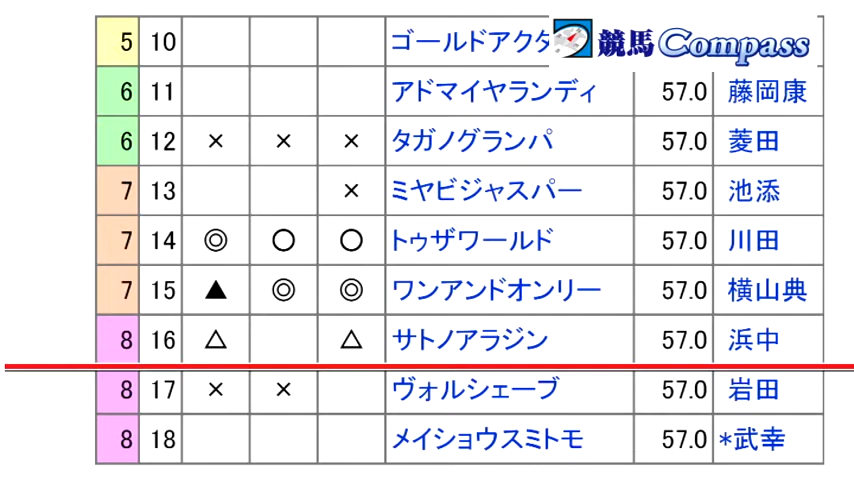 5 10 ゴールドアクタ 競馬Compass
6 11 アドマイヤランディ 57.0 藤岡康
6 12 × × × タガノグランパ 57.0 菱田
7 13 × ミヤビジャスパー 57.0 池添
7 14 ◎ ○ ○ トゥザワールド 57.0 川田
7 15 ▲ ◎ ◎ ワンアンドオンリー 57.0 横山典
8 16 △ △ サトノアラジン 57.0 浜中
8 17 × × ヴォルシェーブ 57.0 岩田
8 18 メイショウスミトモ 57.0 *武幸